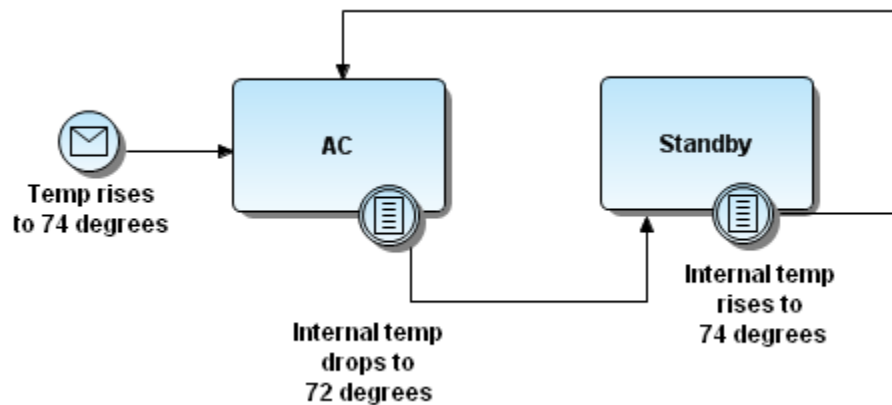 AC
Standby
Temp rises
to 74 degrees
Internal temp
drops to
72 degrees
Internal temp
rises to
74 degrees